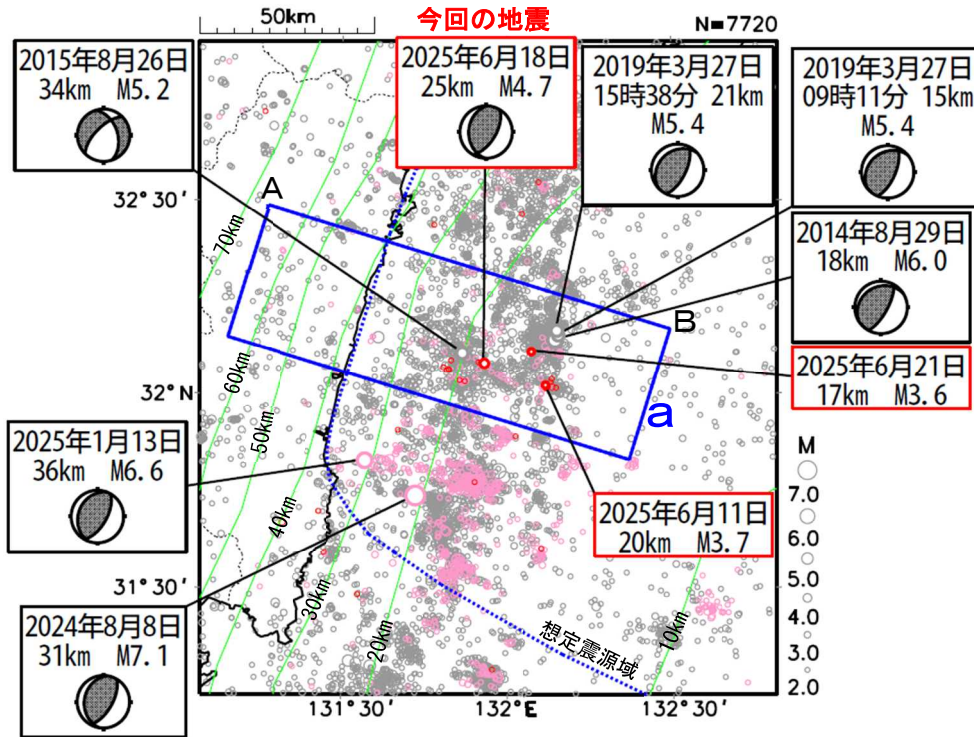 50km
今回の地震
N=7720
2015年8月26日
34km M5.2
2025年6月18日
25km M4.7
2019年3月27日
15時38分 21km
M5.4
2019年3月27日
09時11分 15km
M5.4
32°30′
A
70km
2014年8月29日
18km M6.0
B
60km
2025年6月21日
17km M3.6
32°N
a
50km
2025年1月13日
36km M6.6
40km
2025年6月11日
20km M3.7
M
7.0
6.0
5.0
4.0
3.0
2.0
31°30′
30km
20km
10km
想定震源域
2024年8月8日
31km M7.1
131°30′
132°E
132°30′